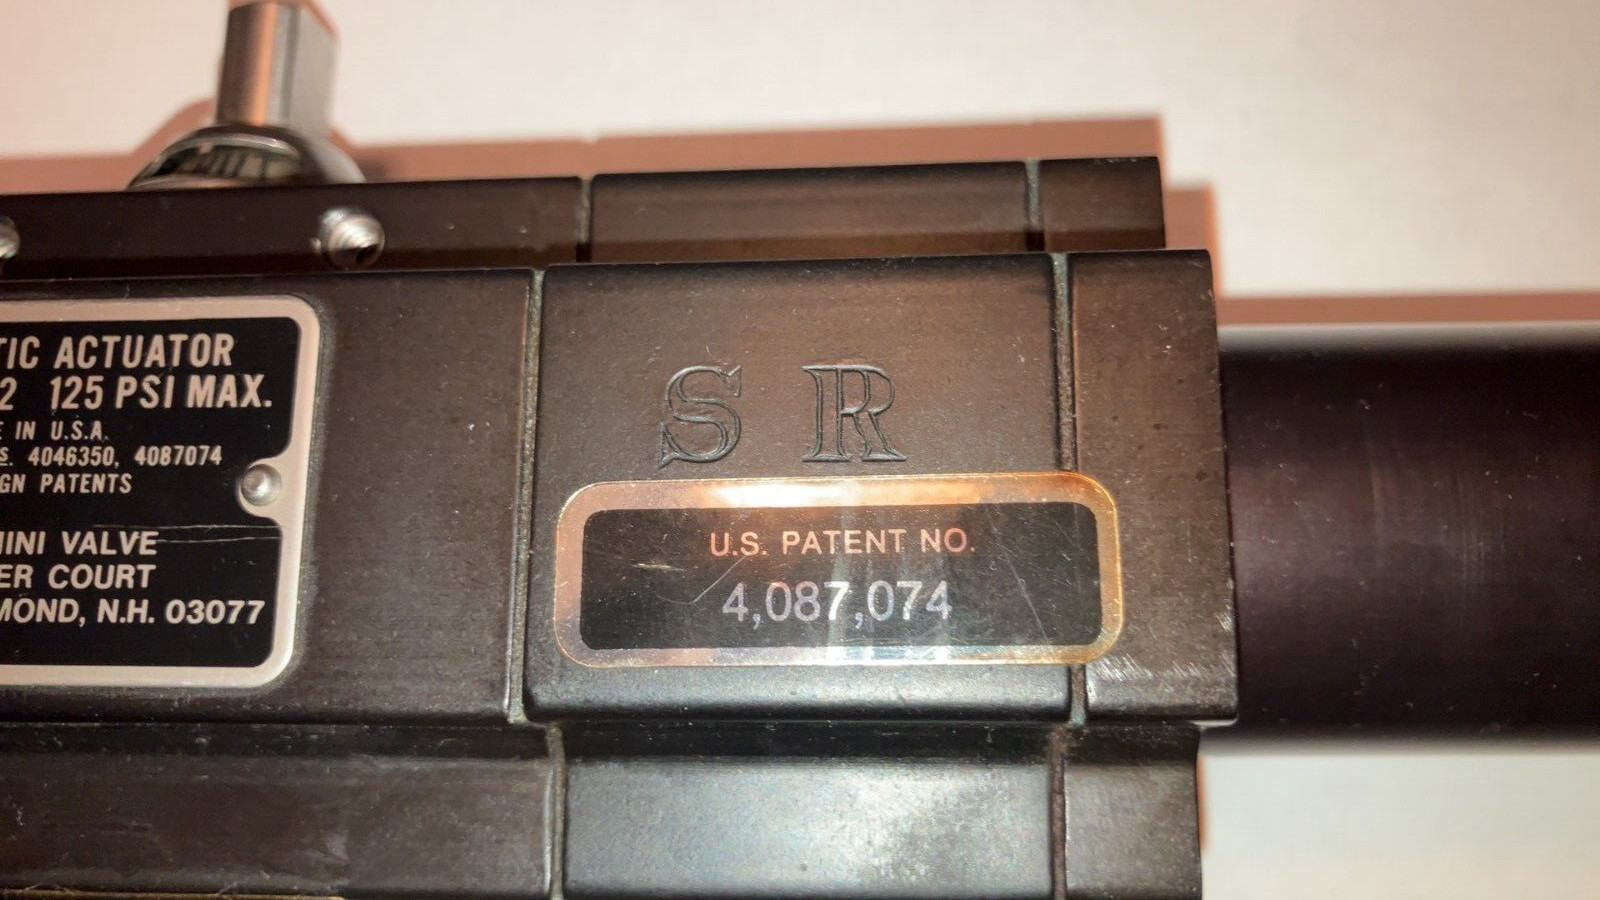 TIC ACTUATOR
2 125 PSI MAX.
E IN U.S.A.
S. 4046350, 4087074
GN PATENTS
INI VALVE
ER COURT
MOND, N.H. 03077
S R
U.S. PATENT NO.
4,087,074